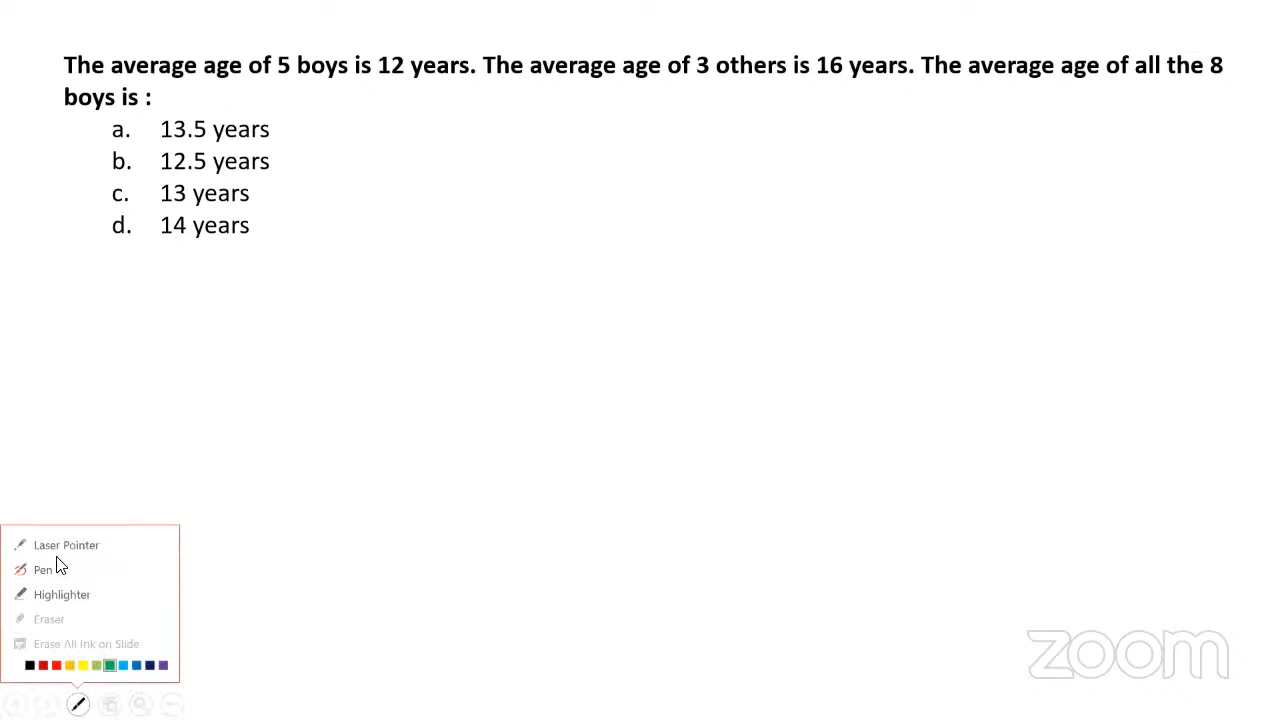 The average age of 5 boys is 12 years. The average age of 3 others is 16 years. The average age of all the 8
boys is :
a. 13.5 years
b. 12.5 years
c. 13 years
d. 14 years
Laser Pointer
Pen
Highlighter
Eraser
Erase All Ink on Slide
zoom